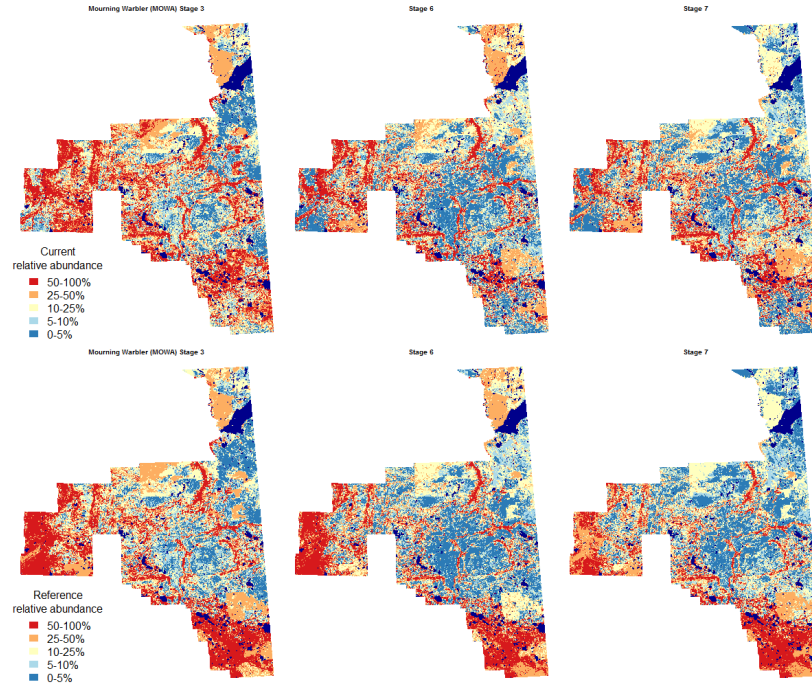 Mourning Warbler (MOWA) Stage 3
Stage 6
Stage 7
Current
relative abundance
50-100%
25-50%
10-25%
5-10%
0-5%
Mourning Warbler (MOWA) Stage 3
Stage 6
Stage 7
Reference
relative abundance
50-100%
25-50%
10-25%
5-10%
0-5%